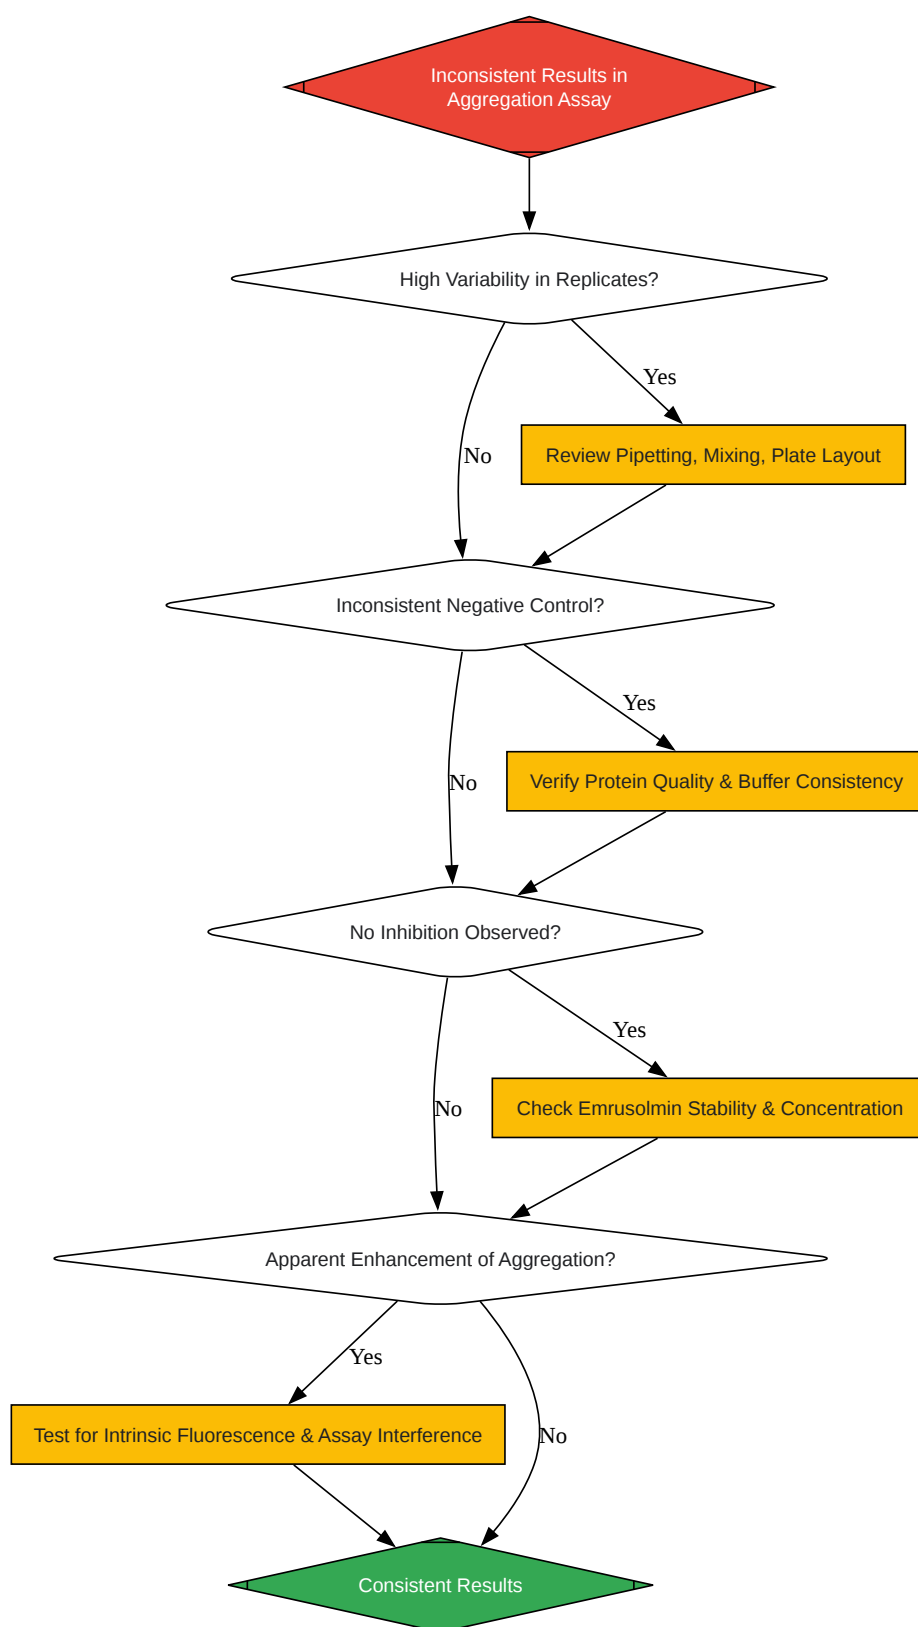 Inconsistent Results in
Aggregation Assay
High Variability in Replicates?
Yes
Review Pipetting, Mixing, Plate Layout
No
Inconsistent Negative Control?
Yes
Verify Protein Quality & Buffer Consistency
No
No Inhibition Observed?
Yes
Check Emrusolmin Stability & Concentration
No
Apparent Enhancement of Aggregation?
Yes
Test for Intrinsic Fluorescence & Assay Interference
No
Consistent Results